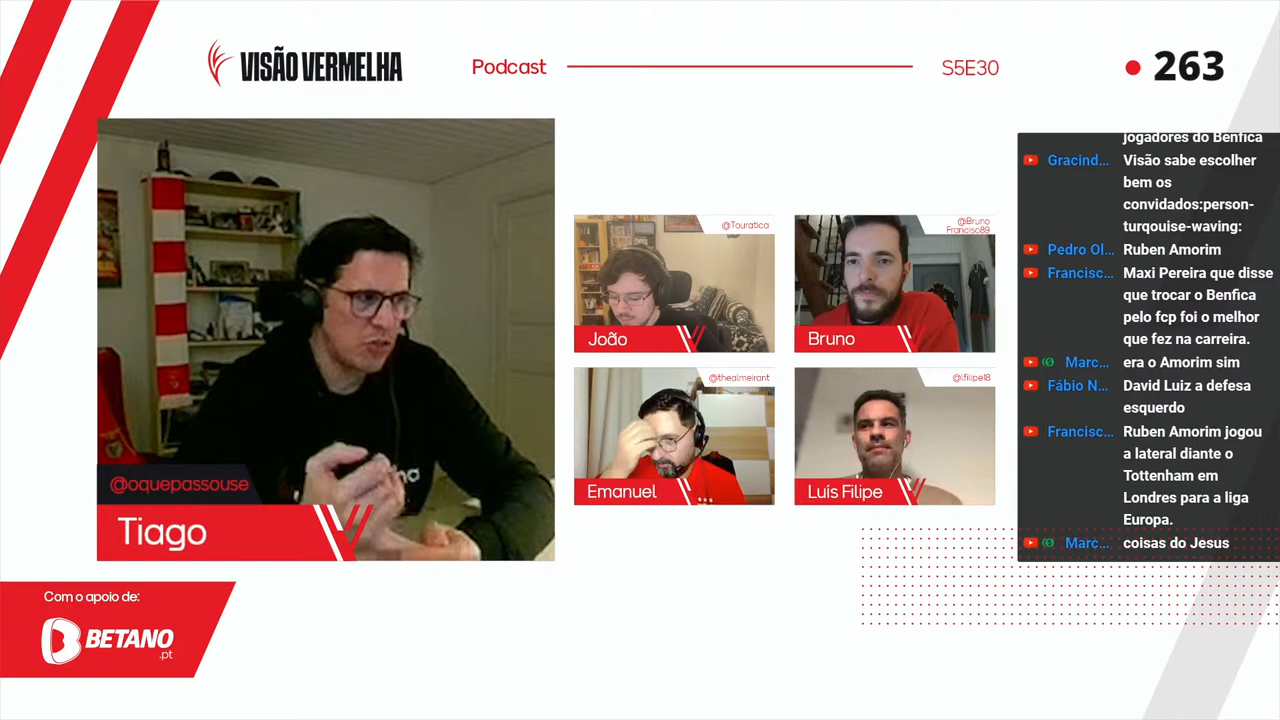 VISÃO VERMELHA
Podcast
S5E30
263
@oquepassouse
Tiago
@Touratica
João
@Bruno
Francisc89
Bruno
@thealmeirant
Emanuel
@lfilipe18
Luís Filipe
jogadores do Benfica
Gracind... Visão sabe escolher
bem os
convidados:person-
turqouise-waving:
Pedro Ol... Ruben Amorim
Francisc... Maxi Pereira que disse
que trocar o Benfica
pelo fcp foi o melhor
que fez na carreira.
Marc... era o Amorim sim
Fábio N... David Luiz a defesa
esquerdo
Francisc... Ruben Amorim jogou
a lateral diante o
Tottenham em
Londres para a liga
Europa.
Marc... coisas do Jesus
Com o apoio de:
BETANO
.pt